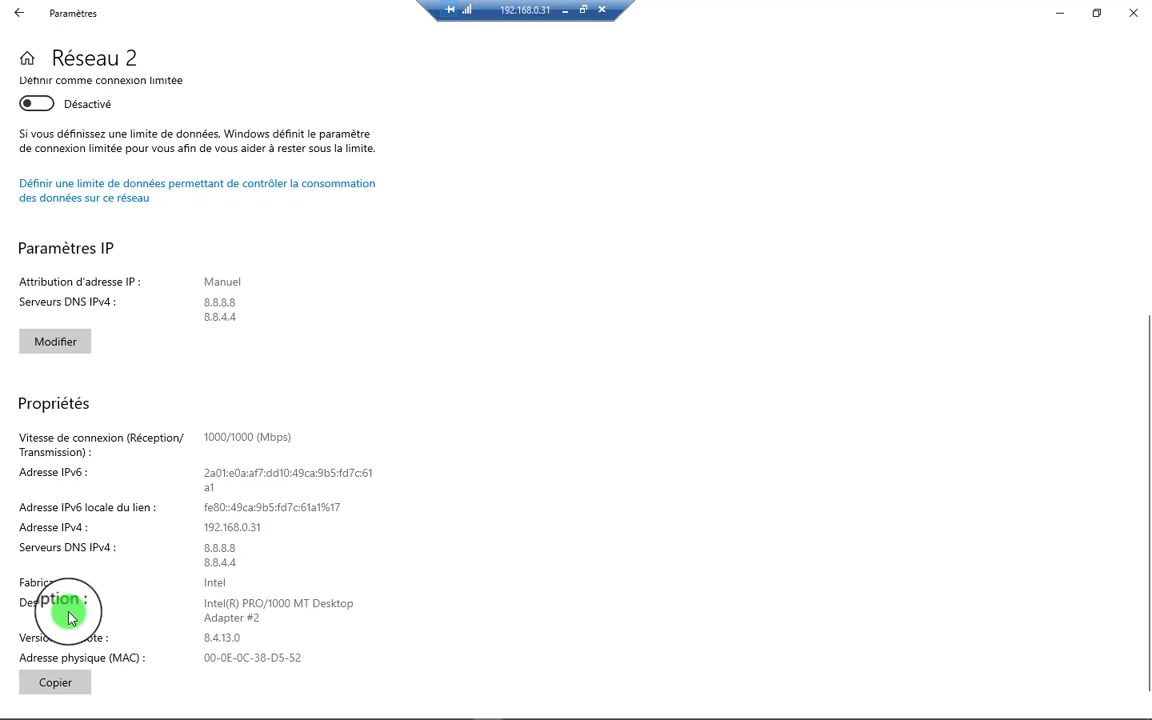 Paramètres
192.168.0.31
Réseau 2
Définir comme connexion limitée
Désactivé
Si vous définissez une limite de données, Windows définit le paramètre
de connexion limitée pour vous afin de vous aider à rester sous la limite.
Définir une limite de données permettant de contrôler la consommation
des données sur ce réseau
Paramètres IP
Attribution d'adresse IP : Manuel
Serveurs DNS IPv4 : 8.8.8.8
8.8.4.4
Modifier
Propriétés
Vitesse de connexion (Réception/ 1000/1000 (Mbps)
Transmission) :
Adresse IPv6 : 2a01:e0a:af7:dd10:49ca:9b5:fd7c:61
a1
Adresse IPv6 locale du lien : fe80::49ca:9b5:fd7c:61a1%17
Adresse IPv4 : 192.168.0.31
Serveurs DNS IPv4 : 8.8.8.8
8.8.4.4
Fabric Intel
Des ption : Intel(R) PRO/1000 MT Desktop
Adapter #2
Versio ote : 8.4.13.0
Adresse physique (MAC) : 00-0E-0C-38-D5-52
Copier